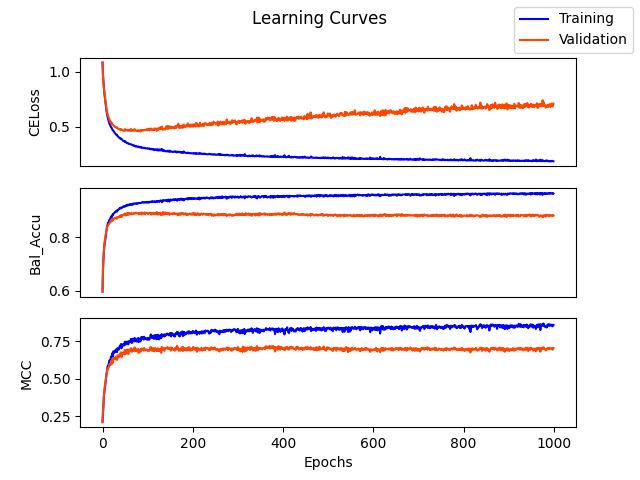 Learning Curves
Training
Validation
1.0
0.5
CELoss
0.8
0.6
Bal_Accu
0.75
0.50
0.25
MCC
0 200 400 600 800 1000
Epochs